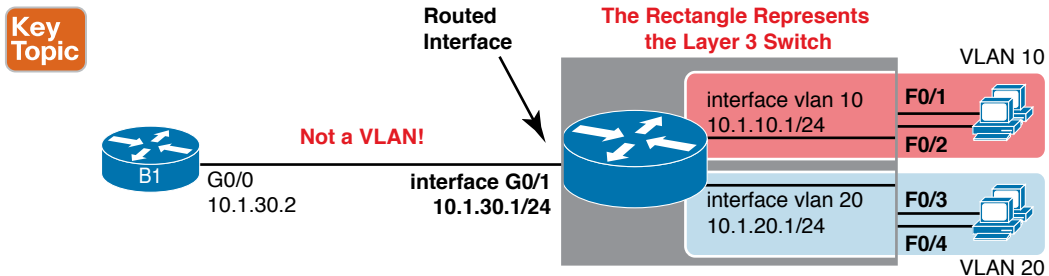 Key
Topic
Routed
Interface
The Rectangle Represents
the Layer 3 Switch
VLAN 10
interface vlan 10
10.1.10.1/24
F0/1
F0/2
Not a VLAN!
B1
G0/0
10.1.30.2
interface G0/1
10.1.30.1/24
interface vlan 20
10.1.20.1/24
F0/3
F0/4
VLAN 20